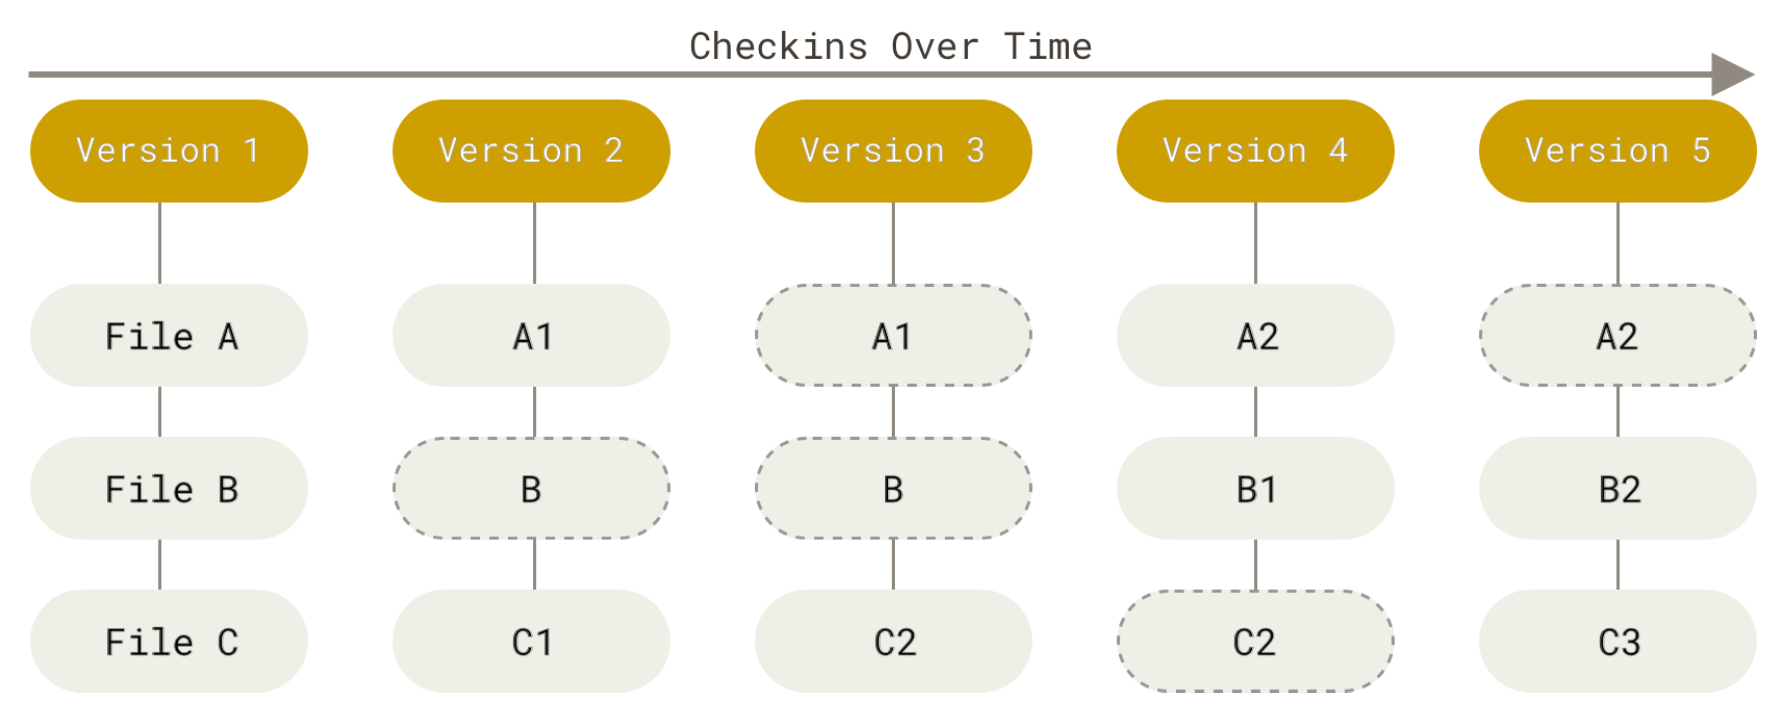 Checkins Over Time
Version 1 Version 2 Version 3 Version 4 Version 5
File A A1 A1 A2 A2
File B B B B1 B2
File C C1 C2 C2 C3